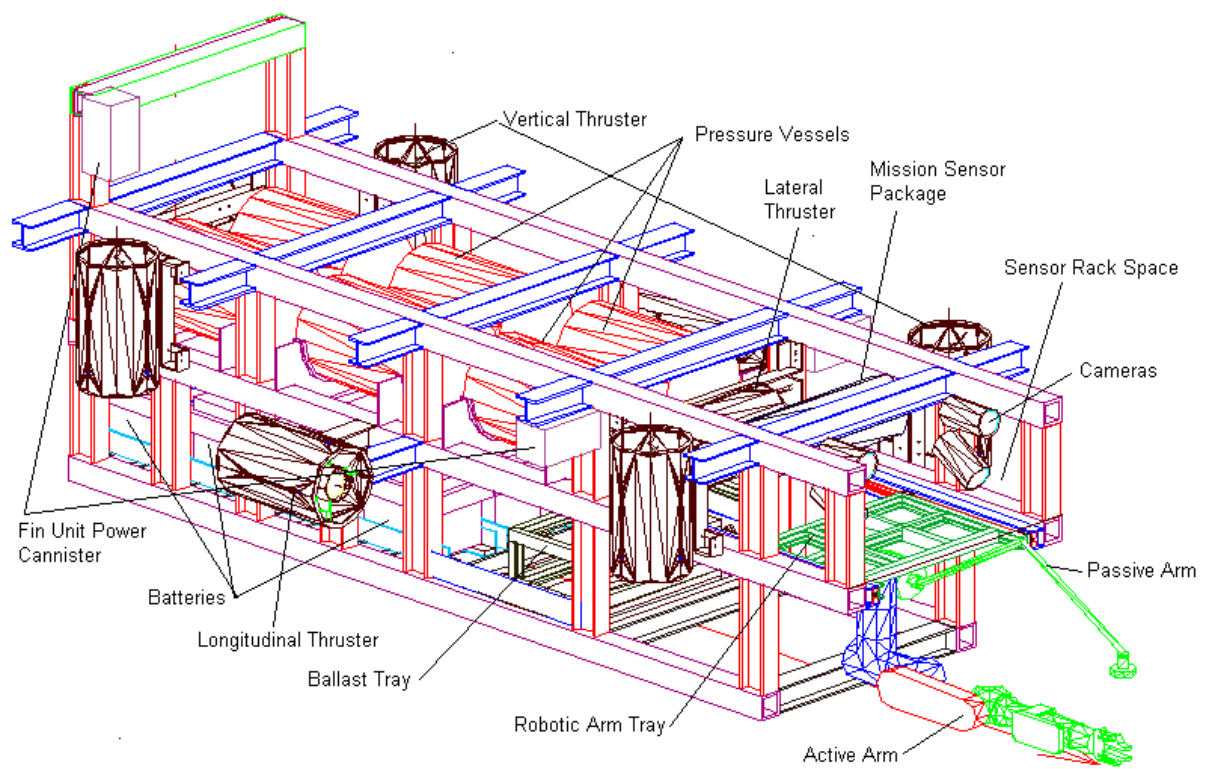 Vertical Thruster
Pressure Vessels
Mission Sensor
Package
Lateral
Thruster
Sensor Rack Space
Cameras
Fin Unit Power
Cannister
Passive Arm
Batteries
Longitudinal Thruster
Ballast Tray
Robotic Arm Tray
Active Arm